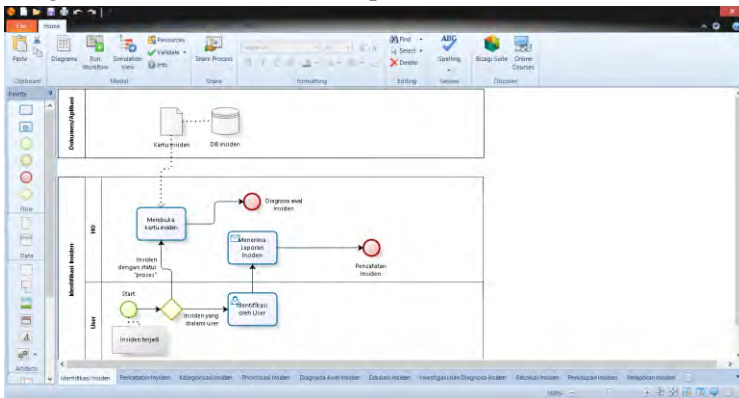 File Home
Paste
Diagrams
Run
Workflow
Simulation
View
Resources
Validate
Info
Share Process
Find
Select
Delete
ABC
Spelling
Bizagi Suite
Online
Courses
Clipboard
Model
Share
Formatting
Editing
Review
Discover
Palette
Flow
Data
A
Artifacts
Dokumen/Aplikasi
Kartu insiden
DB insiden
Identifikasi Insiden
HD
Membuka
kartu insiden
Diagnosa awal
insiden
Menerima
Laporan
Insiden
Pencatatan
Insiden
Insiden
dengan status
"proses"
User
Start
Insiden yang
dialami user
Identifikasi
oleh User
Insiden terjadi
Identifikasi Insiden
Pencatatan Insiden
Kategorisasi Insiden
Prioritisasi Insiden
Diagnosa Awal Insiden
Eskalasi Insiden
Investigasi dan Diagnosa Insiden
Resolusi Insiden
Penutupan Insiden
Pelaporan Insiden
100%